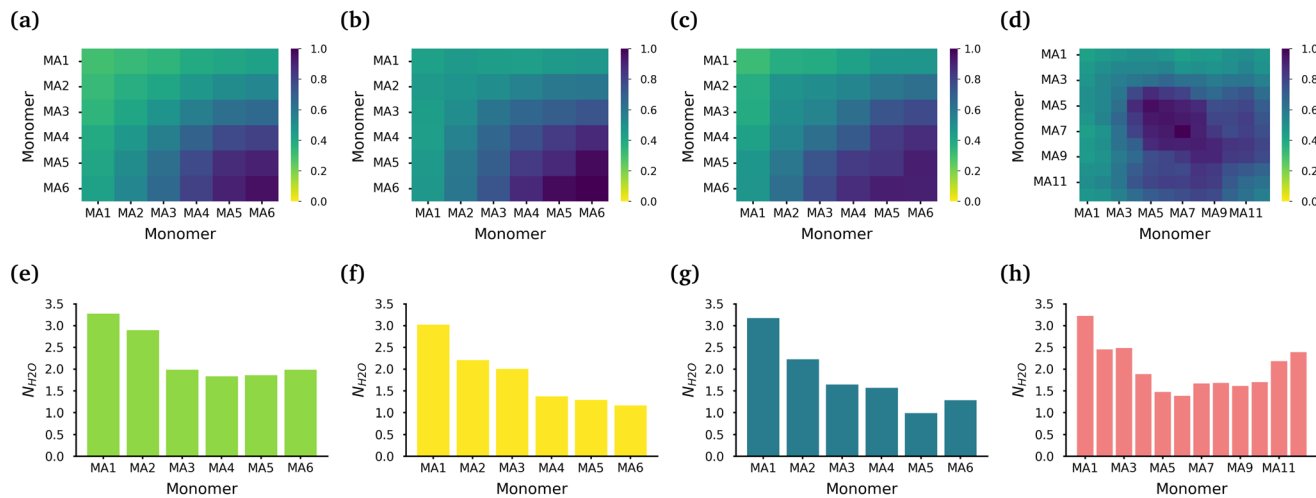 (a)
MA1
MA2
MA3
MA4
MA5
MA6
Monomer
MA1 MA2 MA3 MA4 MA5 MA6
Monomer
1.0
0.8
0.6
0.4
0.2
0.0
(b)
MA1
MA2
MA3
MA4
MA5
MA6
Monomer
MA1 MA2 MA3 MA4 MA5 MA6
Monomer
1.0
0.8
0.6
0.4
0.2
0.0
(c)
MA1
MA2
MA3
MA4
MA5
MA6
Monomer
MA1 MA2 MA3 MA4 MA5 MA6
Monomer
1.0
0.8
0.6
0.4
0.2
0.0
(d)
MA1
MA3
MA5
MA7
MA9
MA11
Monomer
MA1 MA3 MA5 MA7 MA9 MA11
Monomer
1.0
0.8
0.6
0.4
0.2
0.0
(e)
3.5
3.0
2.5
2.0
1.5
1.0
0.5
0.0
N_H2O
MA1 MA2 MA3 MA4 MA5 MA6
Monomer
(f)
3.5
3.0
2.5
2.0
1.5
1.0
0.5
0.0
N_H2O
MA1 MA2 MA3 MA4 MA5 MA6
Monomer
(g)
3.5
3.0
2.5
2.0
1.5
1.0
0.5
0.0
N_H2O
MA1 MA2 MA3 MA4 MA5 MA6
Monomer
(h)
3.5
3.0
2.5
2.0
1.5
1.0
0.5
0.0
N_H2O
MA1 MA3 MA5 MA7 MA9 MA11
Monomer